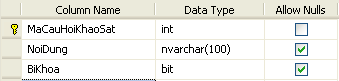 Column Name Data Type Allow Nulls
MaCauHoiKhaoSat int
NoiDung nvarchar(100)
BiKhoa bit